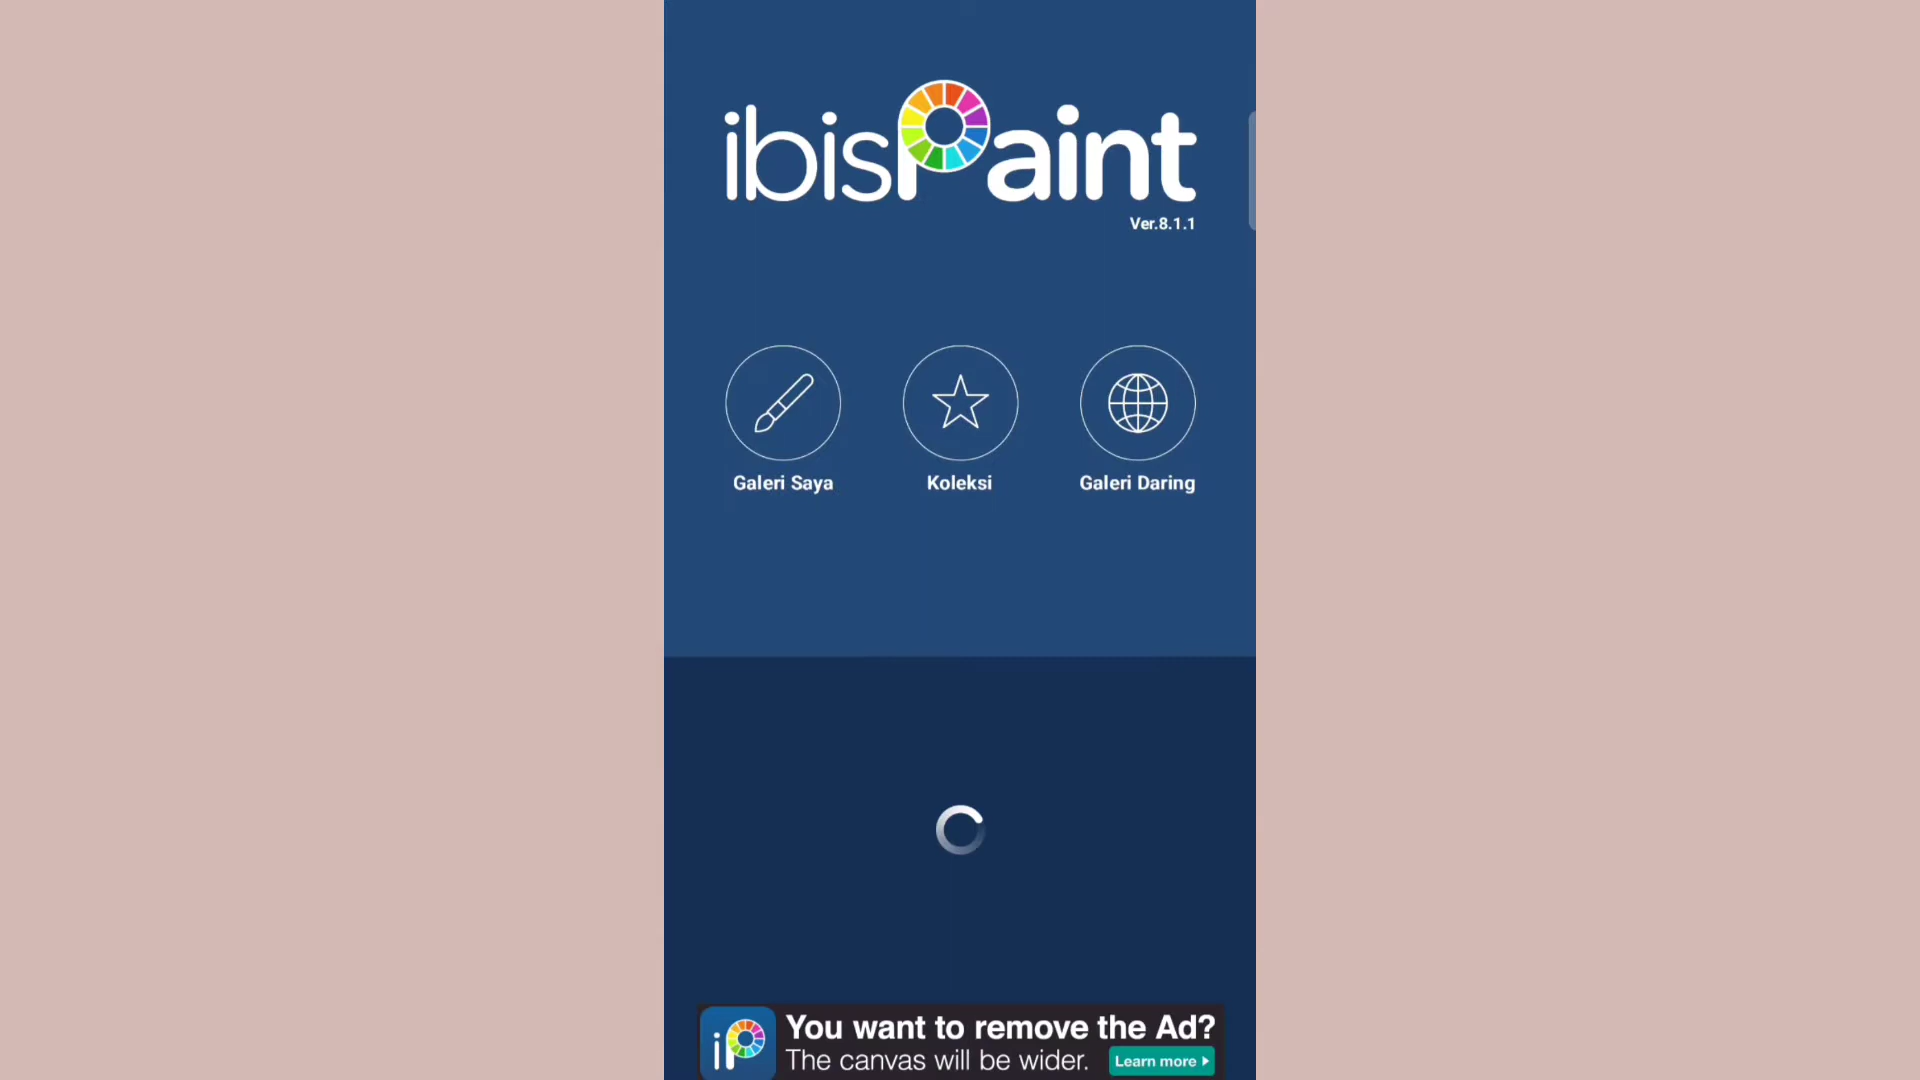 ibisPaint
Ver.8.1.1
Galeri Saya
Koleksi
Galeri Daring
iP
You want to remove the Ad?
The canvas will be wider.
Learn more